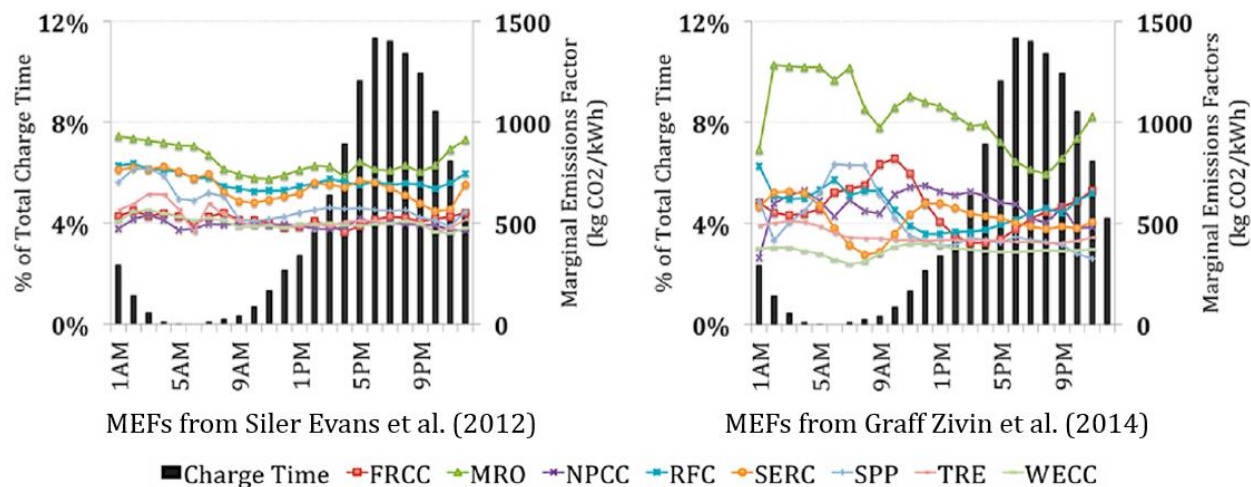 12%
8%
4%
0%
% of Total Charge Time
1500
1000
500
0
Marginal Emissions Factor
(kg CO2/kWh)
1AM
5AM
9AM
1PM
5PM
9PM
MEFs from Siler Evans et al. (2012)
12%
8%
4%
0%
% of Total Charge Time
1500
1000
500
0
Marginal Emissions Factors
(kg CO2/kWh)
1AM
5AM
9AM
1PM
5PM
9PM
MEFs from Graff Zivin et al. (2014)
Charge Time FRCC MRO NPCC RFC SERC SPP TRE WECC